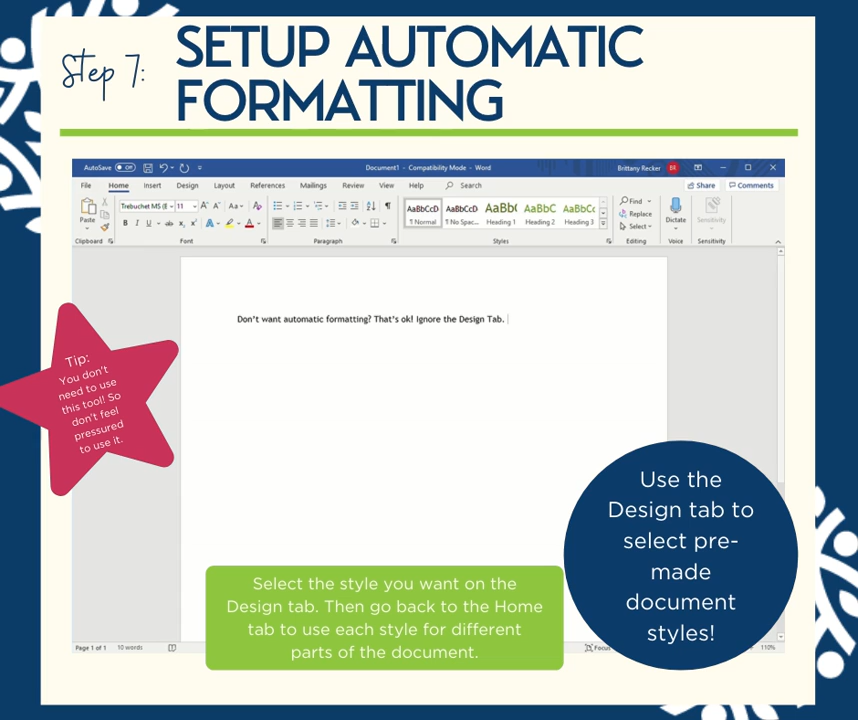 Step 7:
SETUP AUTOMATIC
FORMATTING
AutoSave Off
Document1 - Compatibility Mode - Word
Brittany Recker BR
File Home Insert Design Layout References Mailings Review View Help Search
Share Comments
Paste
Trebuchet MS (E 11 A A Aa A
B I U ab x x A A
AaBbCcD AaBbCcD AaBb( AaBbC AaBbCc
¶ Normal ¶ No Spac... Heading 1 Heading 2 Heading 3
Find
Replace
Select
Dictate
Sensitivity
Clipboard Font Paragraph Styles Editing Voice Sensitivity
Don't want automatic formatting? That's ok! Ignore the Design Tab.
Tip:
You don't
need to use
this tool! So
don't feel
pressured
to use it.
Use the
Design tab to
select pre-
made
document
styles!
Select the style you want on the
Design tab. Then go back to the Home
tab to use each style for different
parts of the document.
Page 1 of 1 10 words
Focus
110%